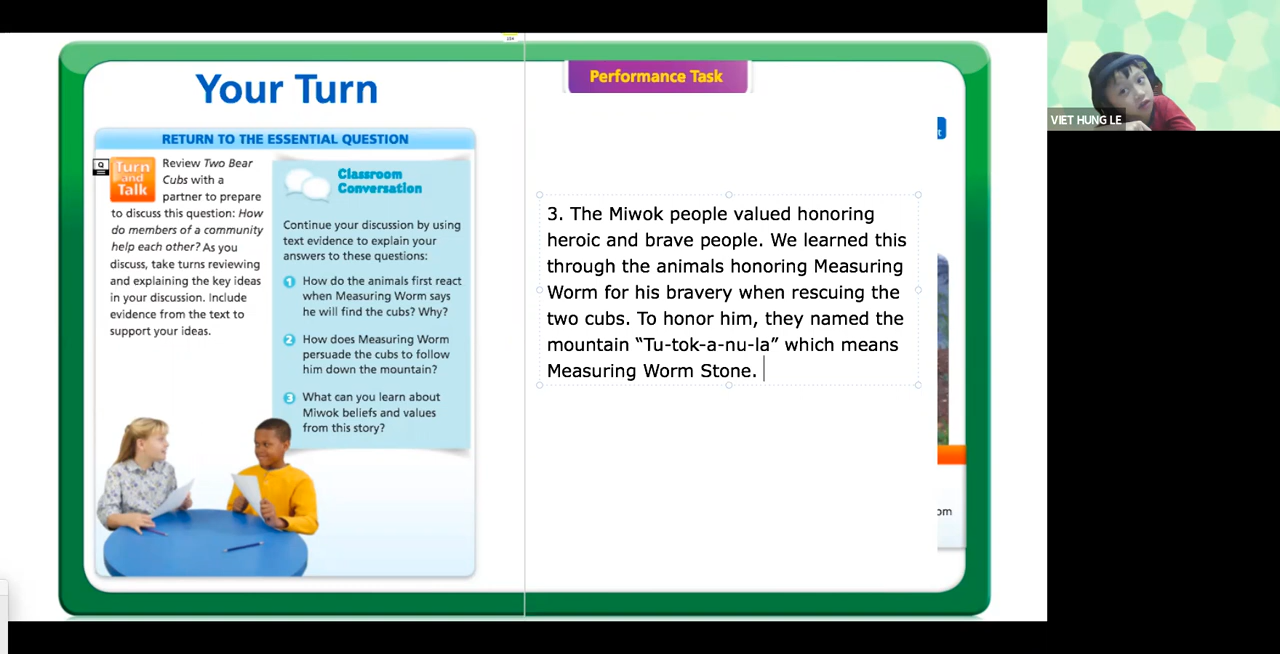 Your Turn
RETURN TO THE ESSENTIAL QUESTION
Turn
and
Talk
Review Two Bear
Cubs with a
partner to prepare
to discuss this question: How
do members of a community
help each other? As you
discuss, take turns reviewing
and explaining the key ideas
in your discussion. Include
evidence from the text to
support your ideas.
Classroom
Conversation
Continue your discussion by using
text evidence to explain your
answers to these questions:
1 How do the animals first react
when Measuring Worm says
he will find the cubs? Why?
2 How does Measuring Worm
persuade the cubs to follow
him down the mountain?
3 What can you learn about
Miwok beliefs and values
from this story?
Performance Task
3. The Miwok people valued honoring
heroic and brave people. We learned this
through the animals honoring Measuring
Worm for his bravery when rescuing the
two cubs. To honor him, they named the
mountain “Tu-tok-a-nu-la” which means
Measuring Worm Stone.
t
om
VIET HUNG LE